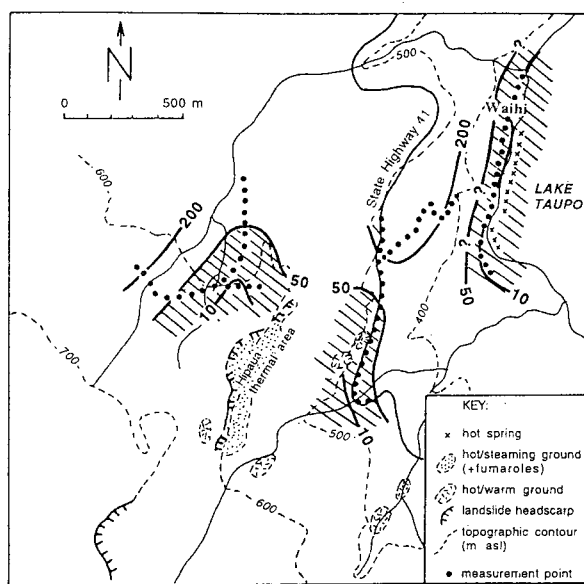 N
0 500 m
500
600
State Highway 41
200
?
Waihi
LAKE
TAUPO
200
50
10
50
?
?
50
10
400
700
Hipaua
thermal area
500
10
600
KEY:
x hot spring
hot/steaming ground
(+fumaroles)
hot/warm ground
landslide headscarp
topographic contour
(m asl)
• measurement point